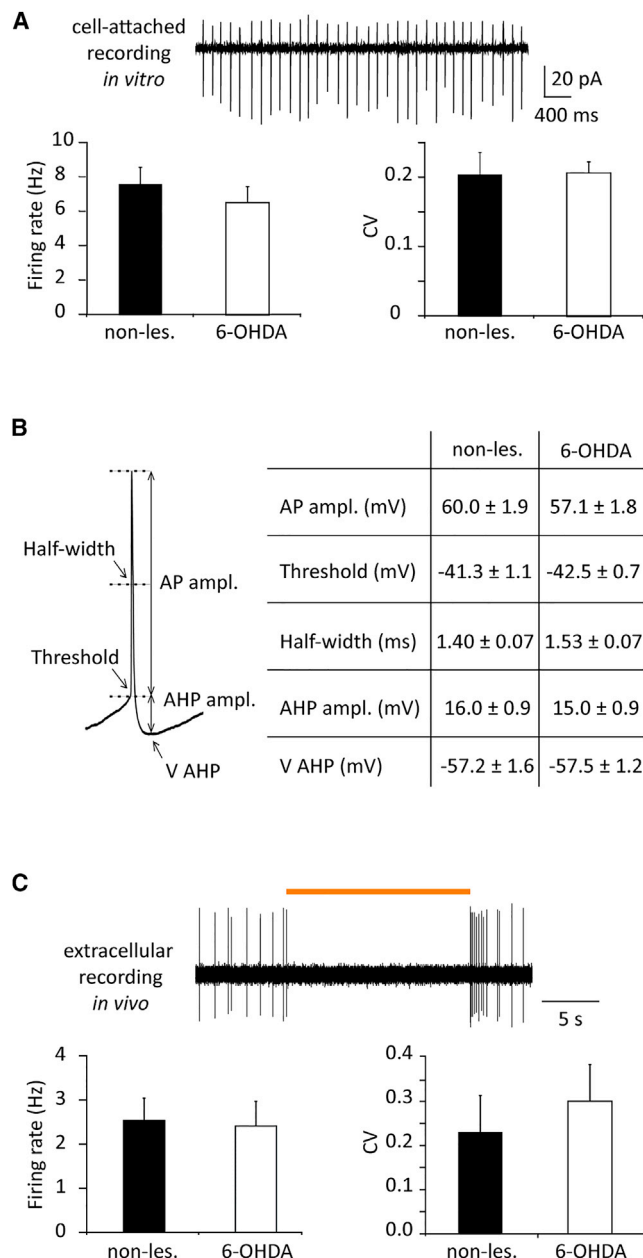 A
cell-attached
recording
in vitro
20 pA
400 ms
10
8
6
4
2
0
Firing rate (Hz)
non-les.
6-OHDA
0.2
0.1
0
CV
non-les.
6-OHDA
B
Half-width
Threshold
AP ampl.
AHP ampl.
V AHP
non-les. 6-OHDA
AP ampl. (mV) 60.0 ± 1.9 57.1 ± 1.8
Threshold (mV) -41.3 ± 1.1 -42.5 ± 0.7
Half-width (ms) 1.40 ± 0.07 1.53 ± 0.07
AHP ampl. (mV) 16.0 ± 0.9 15.0 ± 0.9
V AHP (mV) -57.2 ± 1.6 -57.5 ± 1.2
C
extracellular
recording
in vivo
5 s
4
3
2
1
0
Firing rate (Hz)
non-les.
6-OHDA
0.4
0.3
0.2
0.1
0.0
CV
non-les.
6-OHDA